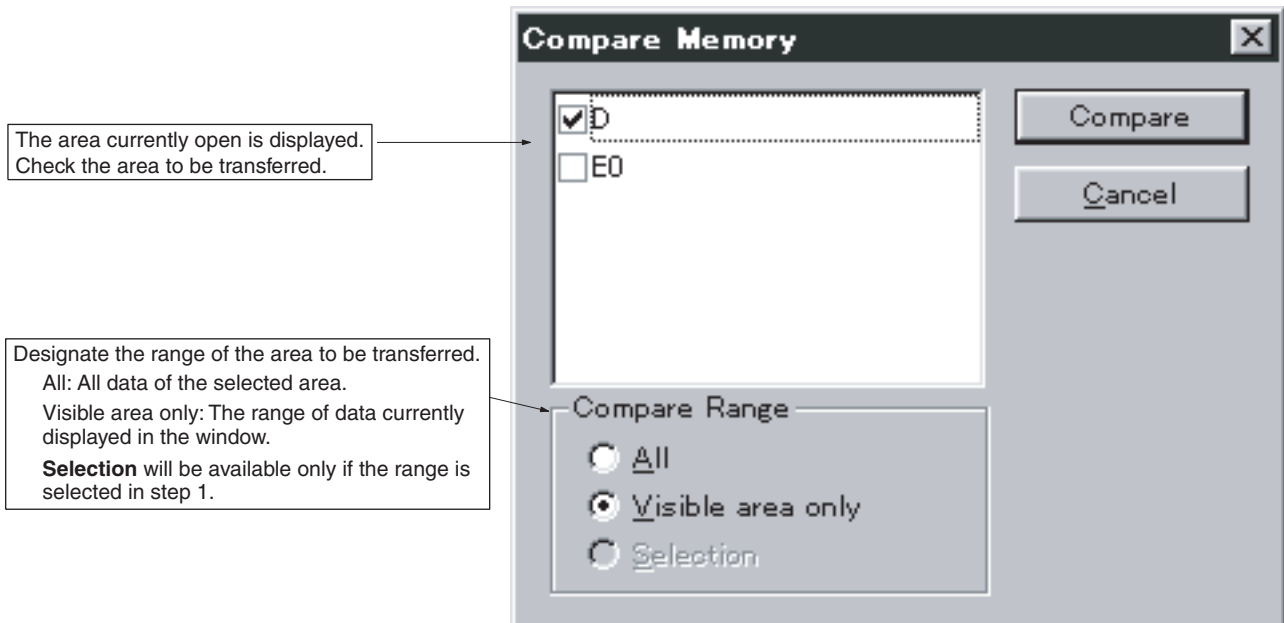 Compare Memory
The area currently open is displayed.
Check the area to be transferred.
D
E0
Compare
Cancel
Designate the range of the area to be transferred.
All: All data of the selected area.
Visible area only: The range of data currently
displayed in the window.
Selection will be available only if the range is
selected in step 1.
Compare Range
All
Visible area only
Selection